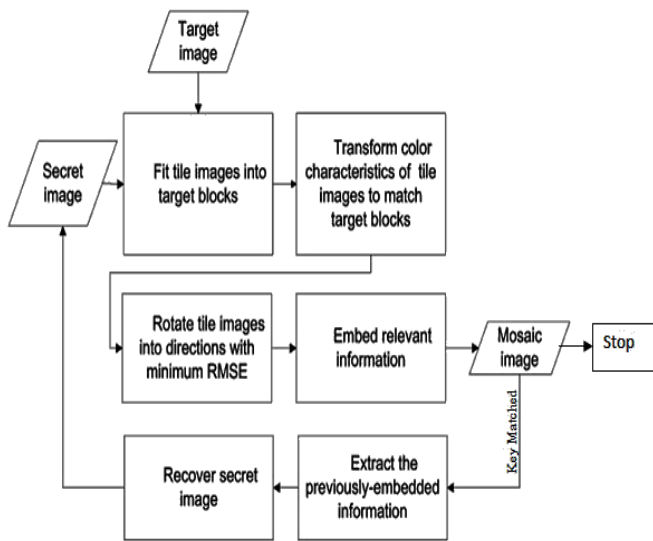 Target
image
Secret
image
Fit tile images into
target blocks
Transform color
characteristics of tile
images to match
target blocks
Rotate tile images
into directions with
minimum RMSE
Embed relevant
information
Mosaic
image
Stop
Key Matched
Recover secret
image
Extract the
previously-embedded
information